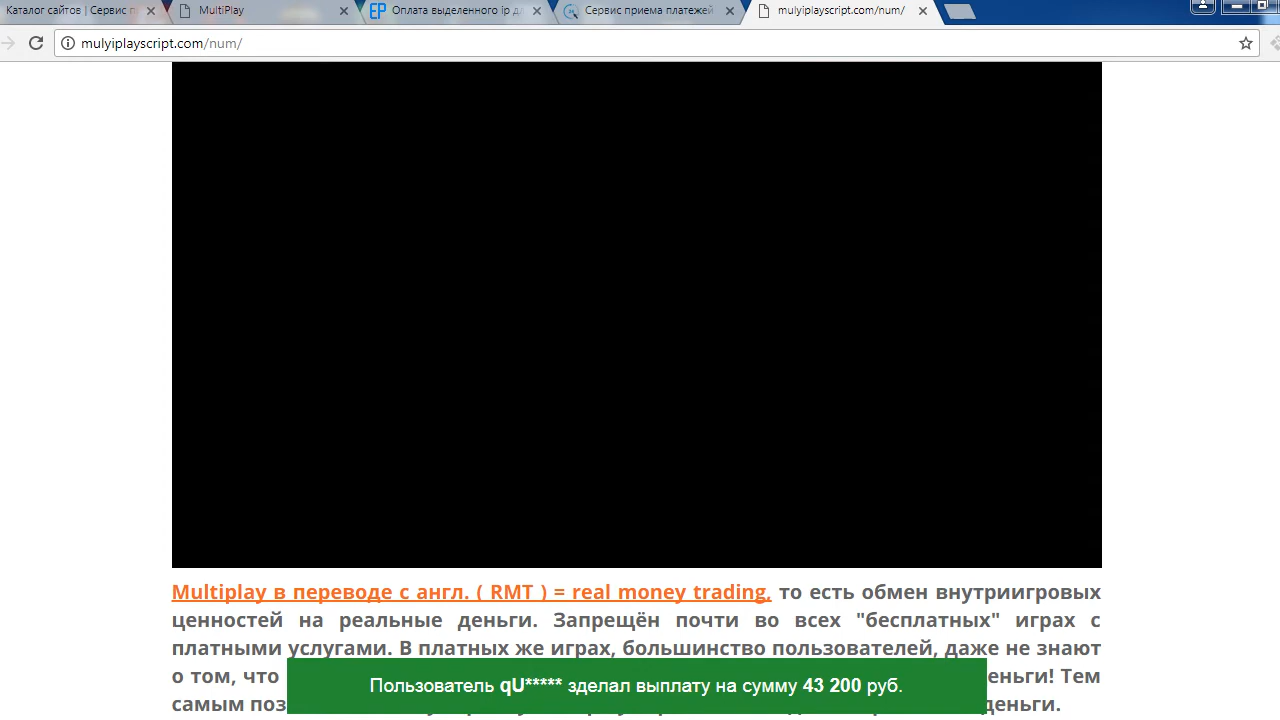 Каталог сайтов | Сервис п
MultiPlay
Оплата выделенного ip д
Сервис приема платежей
mulyiplayscript.com/num/
mulyiplayscript.com/num/
Multiplay в переводе с англ. ( RMT ) = real money trading, то есть обмен внутриигровых
ценностей на реальные деньги. Запрещён почти во всех "бесплатных" играх с
платными услугами. В платных же играх, большинство пользователей, даже не знают
о том, что еньги! Тем
Пользователь qU***** зделал выплату на сумму 43 200 руб.
самым поз деньги.